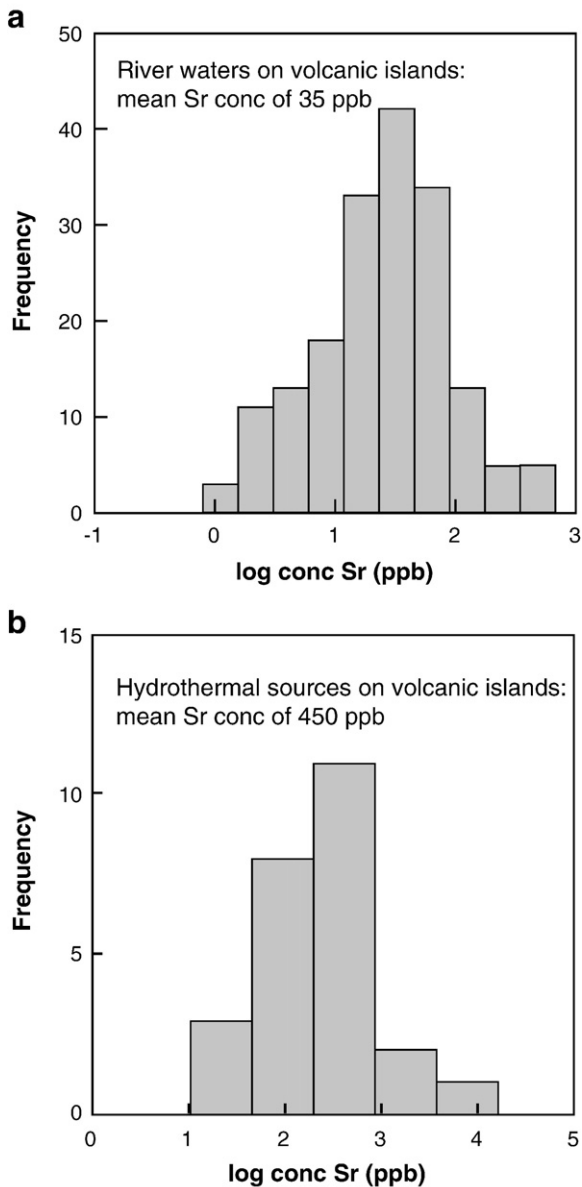 a
50
River waters on volcanic islands:
mean Sr conc of 35 ppb
40
30
20
10
0
Frequency
-1 0 1 2 3
log conc Sr (ppb)
b
15
Hydrothermal sources on volcanic islands:
mean Sr conc of 450 ppb
10
5
0
Frequency
0 1 2 3 4 5
log conc Sr (ppb)